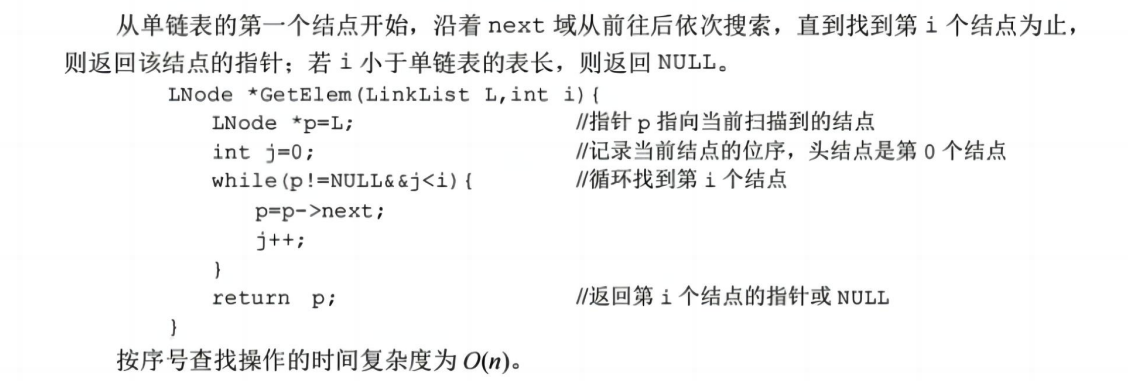 从单链表的第一个结点开始，沿着 next 域从前往后依次搜索，直到找到第 i 个结点为止，
则返回该结点的指针；若 i 小于单链表的表长，则返回 NULL。
LNode *GetElem(LinkList L,int i){
LNode *p=L; //指针 p 指向当前扫描到的结点
int j=0; //记录当前结点的位序，头结点是第 0 个结点
while(p!=NULL&&j<i){ //循环找到第 i 个结点
p=p->next;
j++;
}
return p; //返回第 i 个结点的指针或 NULL
}
按序号查找操作的时间复杂度为 O(n)。